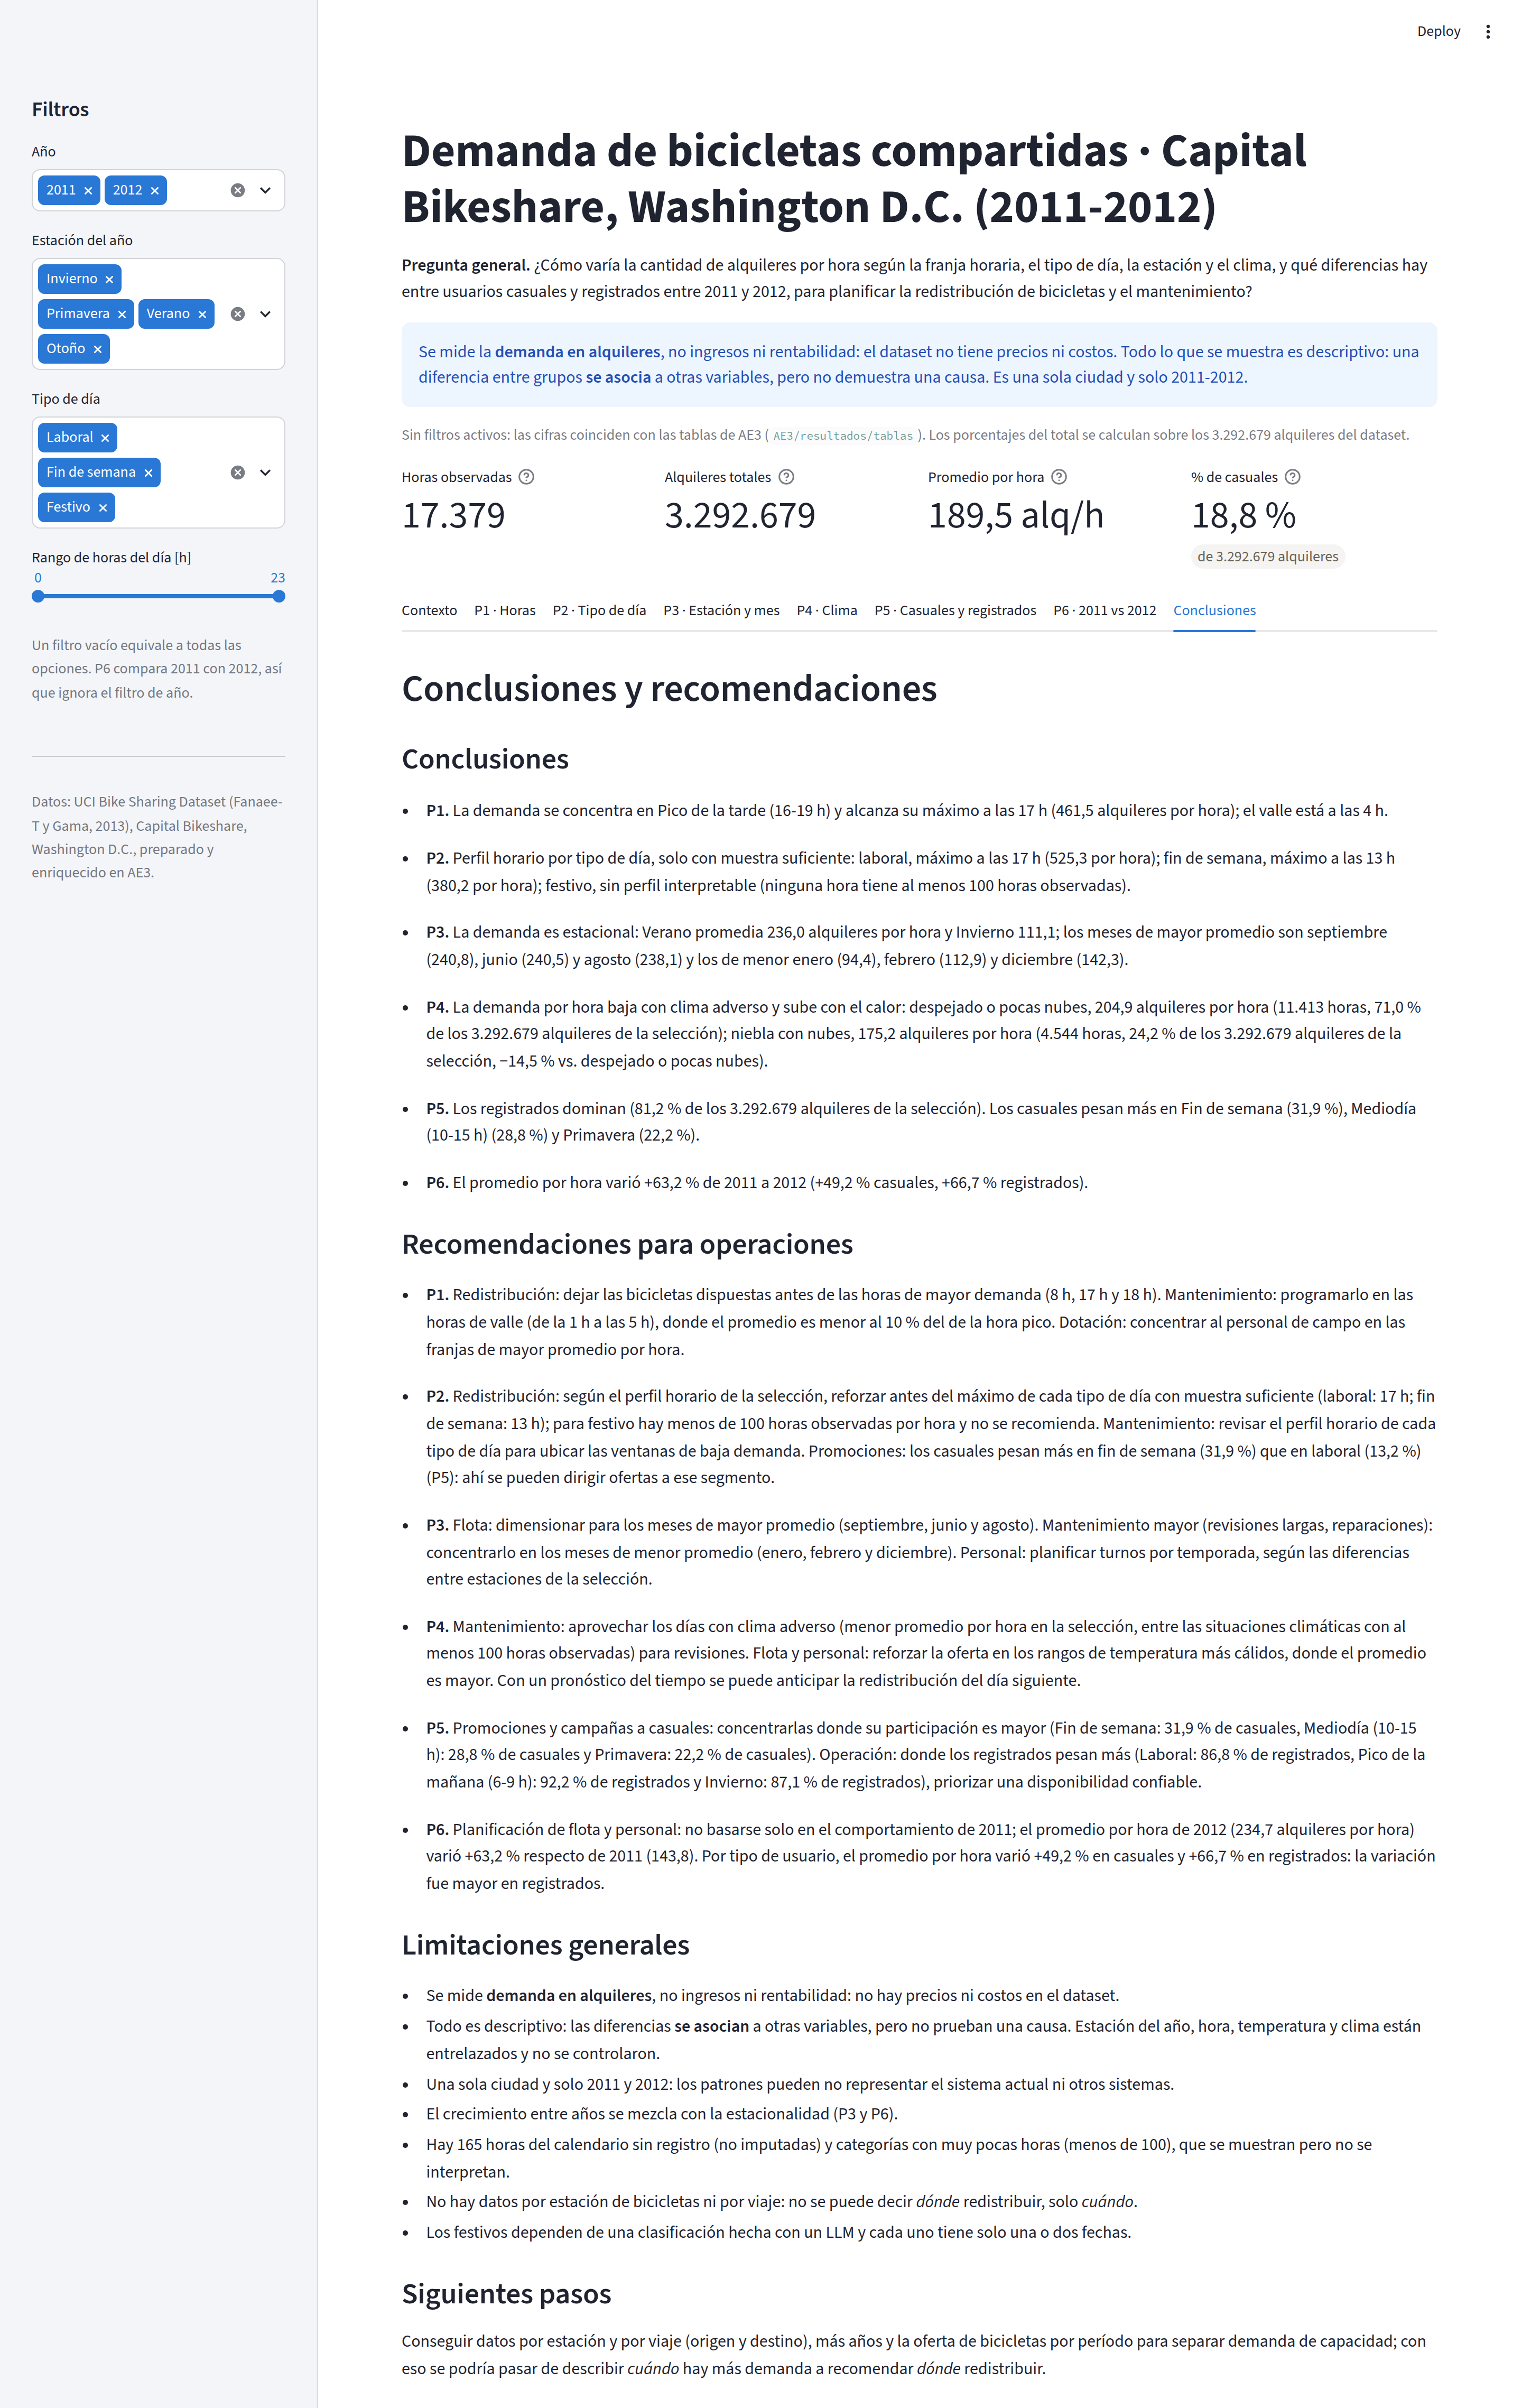 Deploy
Filtros
Año
2011
2012
Estación del año
Invierno
Primavera
Verano
Otoño
Tipo de día
Laboral
Fin de semana
Festivo
Rango de horas del día [h]
0
23
Un filtro vacío equivale a todas las
opciones. P6 compara 2011 con 2012, así
que ignora el filtro de año.
Datos: UCI Bike Sharing Dataset (Fanaee-
T y Gama, 2013), Capital Bikeshare,
Washington D.C., preparado y
enriquecido en AE3.
Demanda de bicicletas compartidas · Capital
Bikeshare, Washington D.C. (2011-2012)
Pregunta general. ¿Cómo varía la cantidad de alquileres por hora según la franja horaria, el tipo de día, la estación y el clima, y qué diferencias hay
entre usuarios casuales y registrados entre 2011 y 2012, para planificar la redistribución de bicicletas y el mantenimiento?
Se mide la demanda en alquileres, no ingresos ni rentabilidad: el dataset no tiene precios ni costos. Todo lo que se muestra es descriptivo: una
diferencia entre grupos se asocia a otras variables, pero no demuestra una causa. Es una sola ciudad y solo 2011-2012.
Sin filtros activos: las cifras coinciden con las tablas de AE3 ( AE3/resultados/tablas ). Los porcentajes del total se calculan sobre los 3.292.679 alquileres del dataset.
Horas observadas
17.379
Alquileres totales
3.292.679
Promedio por hora
189,5 alq/h
% de casuales
18,8 %
de 3.292.679 alquileres
Contexto
P1 · Horas
P2 · Tipo de día
P3 · Estación y mes
P4 · Clima
P5 · Casuales y registrados
P6 · 2011 vs 2012
Conclusiones
Conclusiones y recomendaciones
Conclusiones
• P1. La demanda se concentra en Pico de la tarde (16-19 h) y alcanza su máximo a las 17 h (461,5 alquileres por hora); el valle está a las 4 h.
• P2. Perfil horario por tipo de día, solo con muestra suficiente: laboral, máximo a las 17 h (525,3 por hora); fin de semana, máximo a las 13 h
(380,2 por hora); festivo, sin perfil interpretable (ninguna hora tiene al menos 100 horas observadas).
• P3. La demanda es estacional: Verano promedia 236,0 alquileres por hora y Invierno 111,1; los meses de mayor promedio son septiembre
(240,8), junio (240,5) y agosto (238,1) y los de menor enero (94,4), febrero (112,9) y diciembre (142,3).
• P4. La demanda por hora baja con clima adverso y sube con el calor: despejado o pocas nubes, 204,9 alquileres por hora (11.413 horas, 71,0 %
de los 3.292.679 alquileres de la selección); niebla con nubes, 175,2 alquileres por hora (4.544 horas, 24,2 % de los 3.292.679 alquileres de la
selección, −14,5 % vs. despejado o pocas nubes).
• P5. Los registrados dominan (81,2 % de los 3.292.679 alquileres de la selección). Los casuales pesan más en Fin de semana (31,9 %), Mediodía
(10-15 h) (28,8 %) y Primavera (22,2 %).
• P6. El promedio por hora varió +63,2 % de 2011 a 2012 (+49,2 % casuales, +66,7 % registrados).
Recomendaciones para operaciones
• P1. Redistribución: dejar las bicicletas dispuestas antes de las horas de mayor demanda (8 h, 17 h y 18 h). Mantenimiento: programarlo en las
horas de valle (de la 1 h a las 5 h), donde el promedio es menor al 10 % del de la hora pico. Dotación: concentrar al personal de campo en las
franjas de mayor promedio por hora.
• P2. Redistribución: según el perfil horario de la selección, reforzar antes del máximo de cada tipo de día con muestra suficiente (laboral: 17 h; fin
de semana: 13 h); para festivo hay menos de 100 horas observadas por hora y no se recomienda. Mantenimiento: revisar el perfil horario de cada
tipo de día para ubicar las ventanas de baja demanda. Promociones: los casuales pesan más en fin de semana (31,9 %) que en laboral (13,2 %)
(P5): ahí se pueden dirigir ofertas a ese segmento.
• P3. Flota: dimensionar para los meses de mayor promedio (septiembre, junio y agosto). Mantenimiento mayor (revisiones largas, reparaciones):
concentrarlo en los meses de menor promedio (enero, febrero y diciembre). Personal: planificar turnos por temporada, según las diferencias
entre estaciones de la selección.
• P4. Mantenimiento: aprovechar los días con clima adverso (menor promedio por hora en la selección, entre las situaciones climáticas con al
menos 100 horas observadas) para revisiones. Flota y personal: reforzar la oferta en los rangos de temperatura más cálidos, donde el promedio
es mayor. Con un pronóstico del tiempo se puede anticipar la redistribución del día siguiente.
• P5. Promociones y campañas a casuales: concentrarlas donde su participación es mayor (Fin de semana: 31,9 % de casuales, Mediodía (10-15
h): 28,8 % de casuales y Primavera: 22,2 % de casuales). Operación: donde los registrados pesan más (Laboral: 86,8 % de registrados, Pico de la
mañana (6-9 h): 92,2 % de registrados y Invierno: 87,1 % de registrados), priorizar una disponibilidad confiable.
• P6. Planificación de flota y personal: no basarse solo en el comportamiento de 2011; el promedio por hora de 2012 (234,7 alquileres por hora)
varió +63,2 % respecto de 2011 (143,8). Por tipo de usuario, el promedio por hora varió +49,2 % en casuales y +66,7 % en registrados: la variación
fue mayor en registrados.
Limitaciones generales
• Se mide demanda en alquileres, no ingresos ni rentabilidad: no hay precios ni costos en el dataset.
• Todo es descriptivo: las diferencias se asocian a otras variables, pero no prueban una causa. Estación del año, hora, temperatura y clima están
entrelazados y no se controlaron.
• Una sola ciudad y solo 2011 y 2012: los patrones pueden no representar el sistema actual ni otros sistemas.
• El crecimiento entre años se mezcla con la estacionalidad (P3 y P6).
• Hay 165 horas del calendario sin registro (no imputadas) y categorías con muy pocas horas (menos de 100), que se muestran pero no se
interpretan.
• No hay datos por estación de bicicletas ni por viaje: no se puede decir dónde redistribuir, solo cuándo.
• Los festivos dependen de una clasificación hecha con un LLM y cada uno tiene solo una o dos fechas.
Siguientes pasos
Conseguir datos por estación y por viaje (origen y destino), más años y la oferta de bicicletas por período para separar demanda de capacidad; con
eso se podría pasar de describir cuándo hay más demanda a recomendar dónde redistribuir.